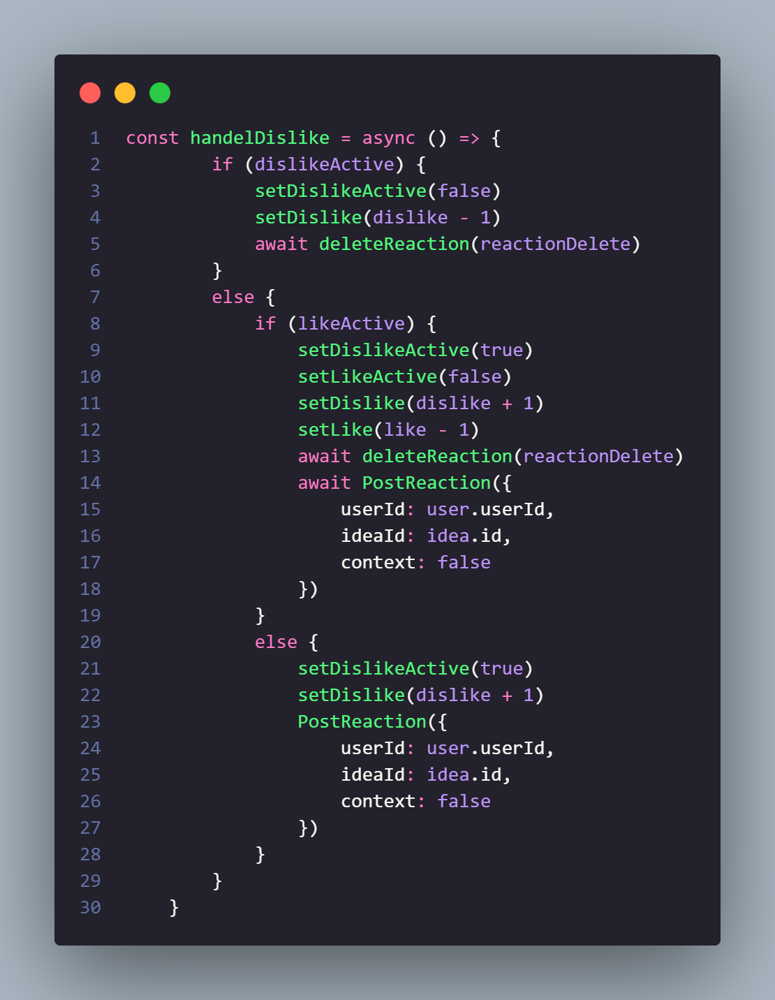 1 const handelDislike = async () => {
2         if (dislikeActive) {
3             setDislikeActive(false)
4             setDislike(dislike - 1)
5             await deleteReaction(reactionDelete)
6         }
7         else {
8             if (likeActive) {
9                 setDislikeActive(true)
10                 setLikeActive(false)
11                 setDislike(dislike + 1)
12                 setLike(like - 1)
13                 await deleteReaction(reactionDelete)
14                 await PostReaction({
15                     userId: user.userId,
16                     ideaId: idea.id,
17                     context: false
18                 })
19             }
20             else {
21                 setDislikeActive(true)
22                 setDislike(dislike + 1)
23                 PostReaction({
24                     userId: user.userId,
25                     ideaId: idea.id,
26                     context: false
27                 })
28             }
29         }
30     }